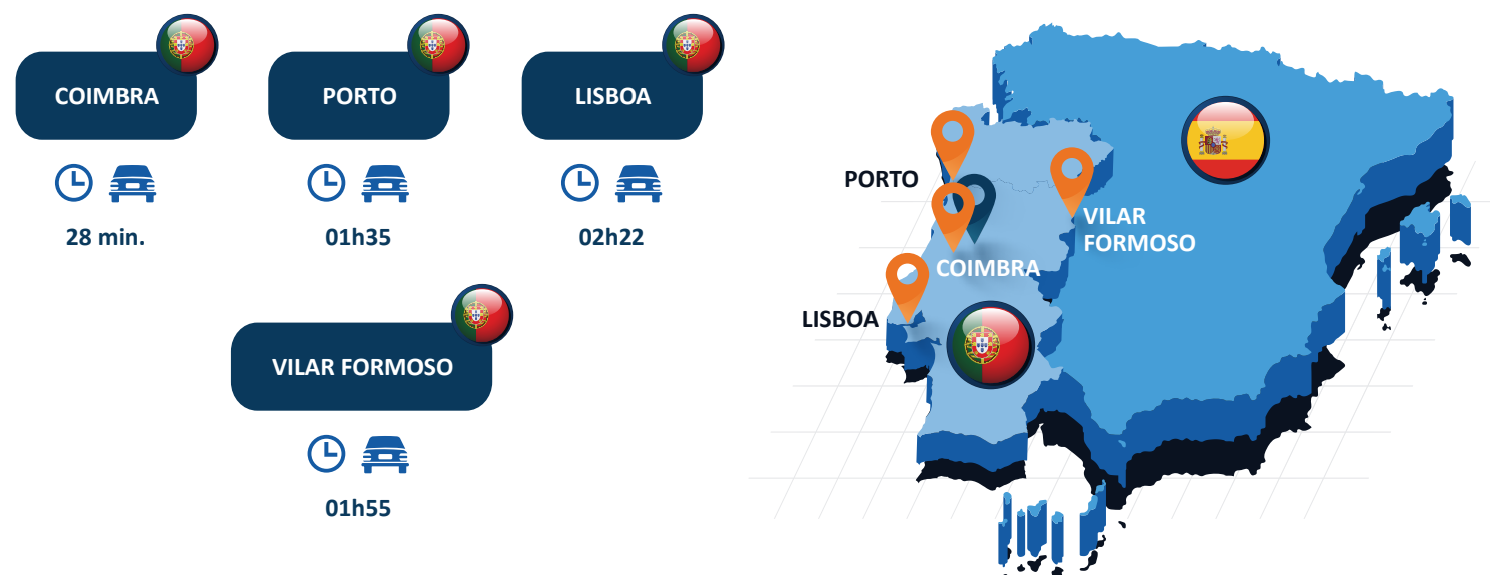 COIMBRA
PORTO
LISBOA
28 min.
01h35
02h22
VILAR FORMOSO
01h55
PORTO
VILAR
FORMOSO
COIMBRA
LISBOA